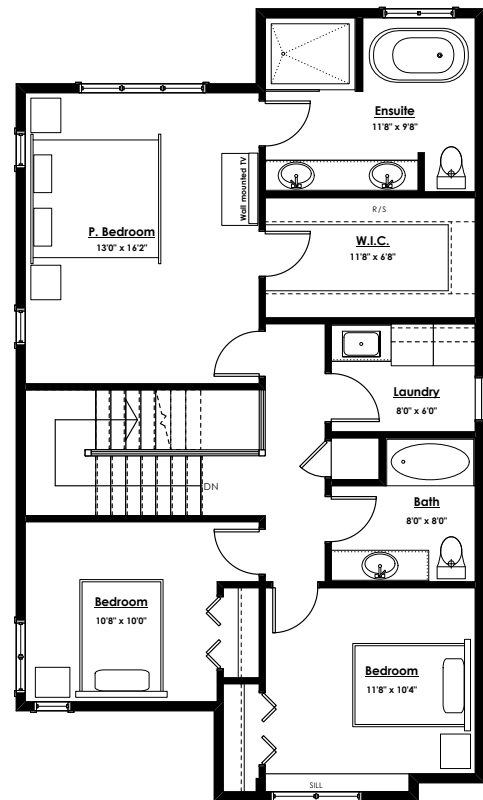 Ensuite
11'8" x 9'8"
Wall mounted TV
R/S
P. Bedroom
13'0" x 16'2"
W.I.C.
11'8" x 6'8"
Laundry
8'0" x 6'0"
DN
Bath
8'0" x 8'0"
Bedroom
10'8" x 10'0"
Bedroom
11'8" x 10'4"
SILL